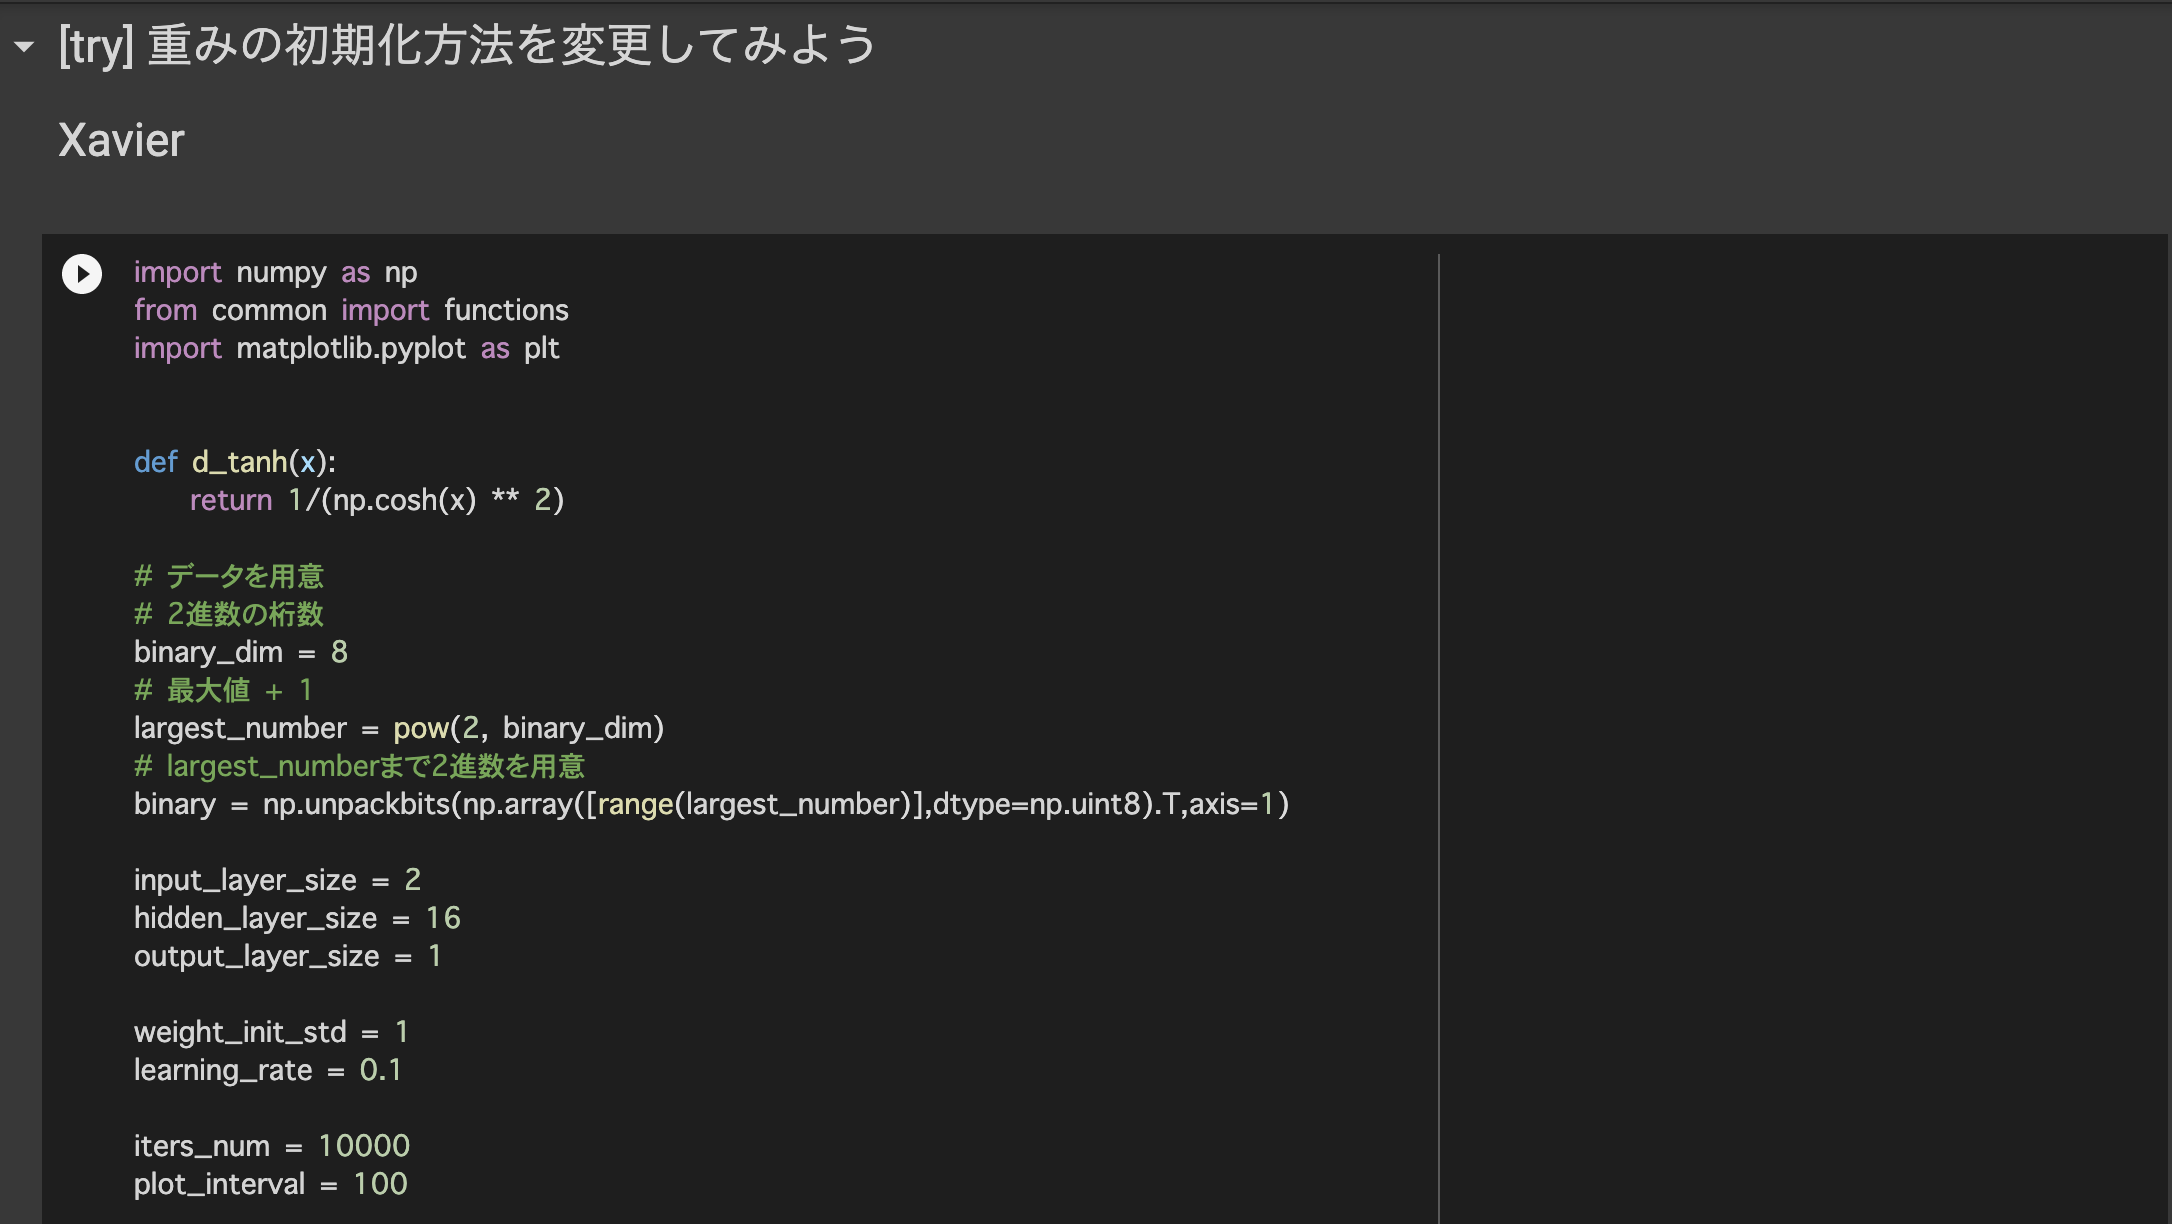 [try] 重みの初期化方法を変更してみよう
Xavier
import numpy as np
from common import functions
import matplotlib.pyplot as plt
def d_tanh(x):
return 1/(np.cosh(x) ** 2)
# データを用意
# 2進数の桁数
binary_dim = 8
# 最大値 + 1
largest_number = pow(2, binary_dim)
# largest_numberまで2進数を用意
binary = np.unpackbits(np.array([range(largest_number)],dtype=np.uint8).T,axis=1)
input_layer_size = 2
hidden_layer_size = 16
output_layer_size = 1
weight_init_std = 1
learning_rate = 0.1
iters_num = 10000
plot_interval = 100